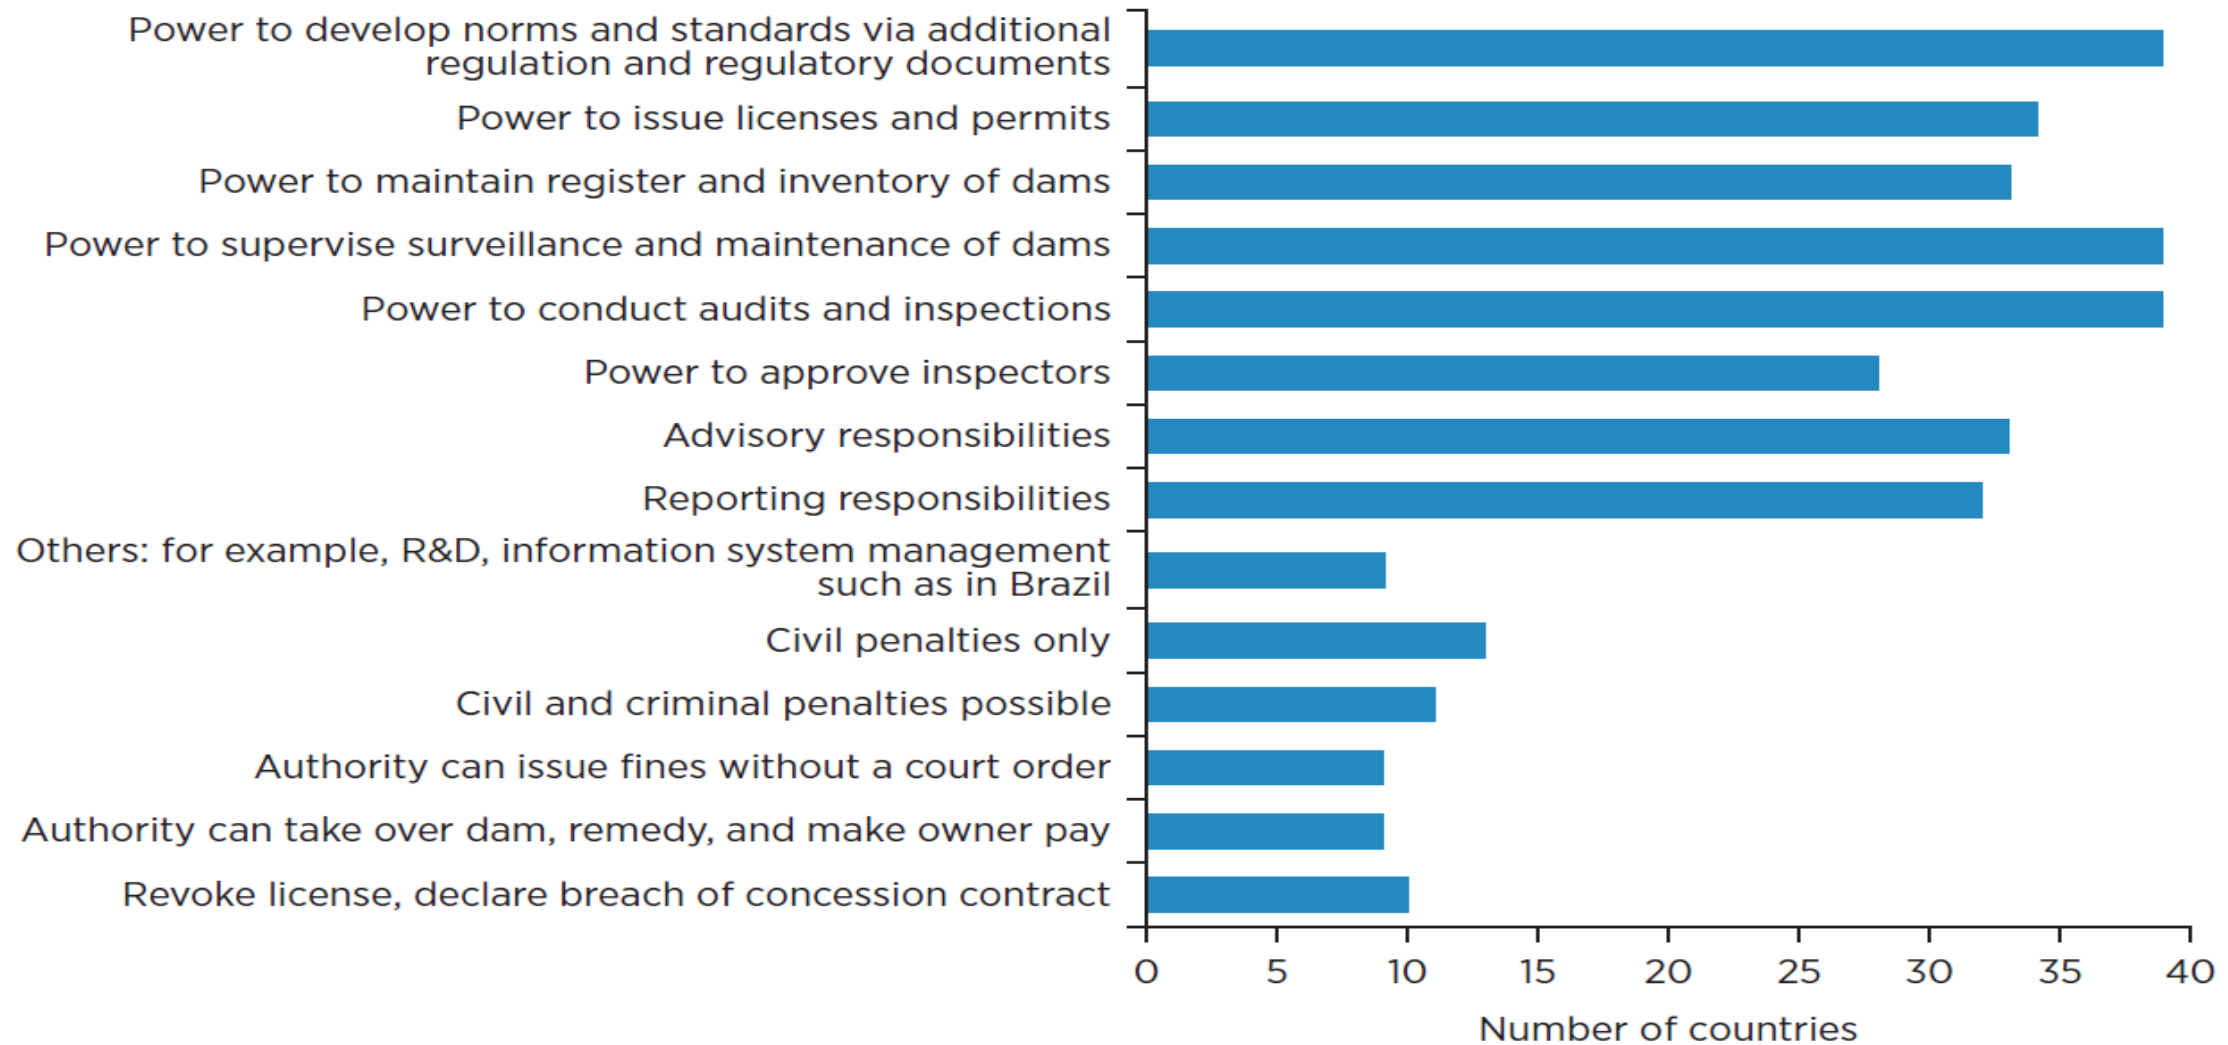 Power to develop norms and standards via additional
regulation and regulatory documents
Power to issue licenses and permits
Power to maintain register and inventory of dams
Power to supervise surveillance and maintenance of dams
Power to conduct audits and inspections
Power to approve inspectors
Advisory responsibilities
Reporting responsibilities
Others: for example, R&D, information system management
such as in Brazil
Civil penalties only
Civil and criminal penalties possible
Authority can issue fines without a court order
Authority can take over dam, remedy, and make owner pay
Revoke license, declare breach of concession contract
0 5 10 15 20 25 30 35 40
Number of countries